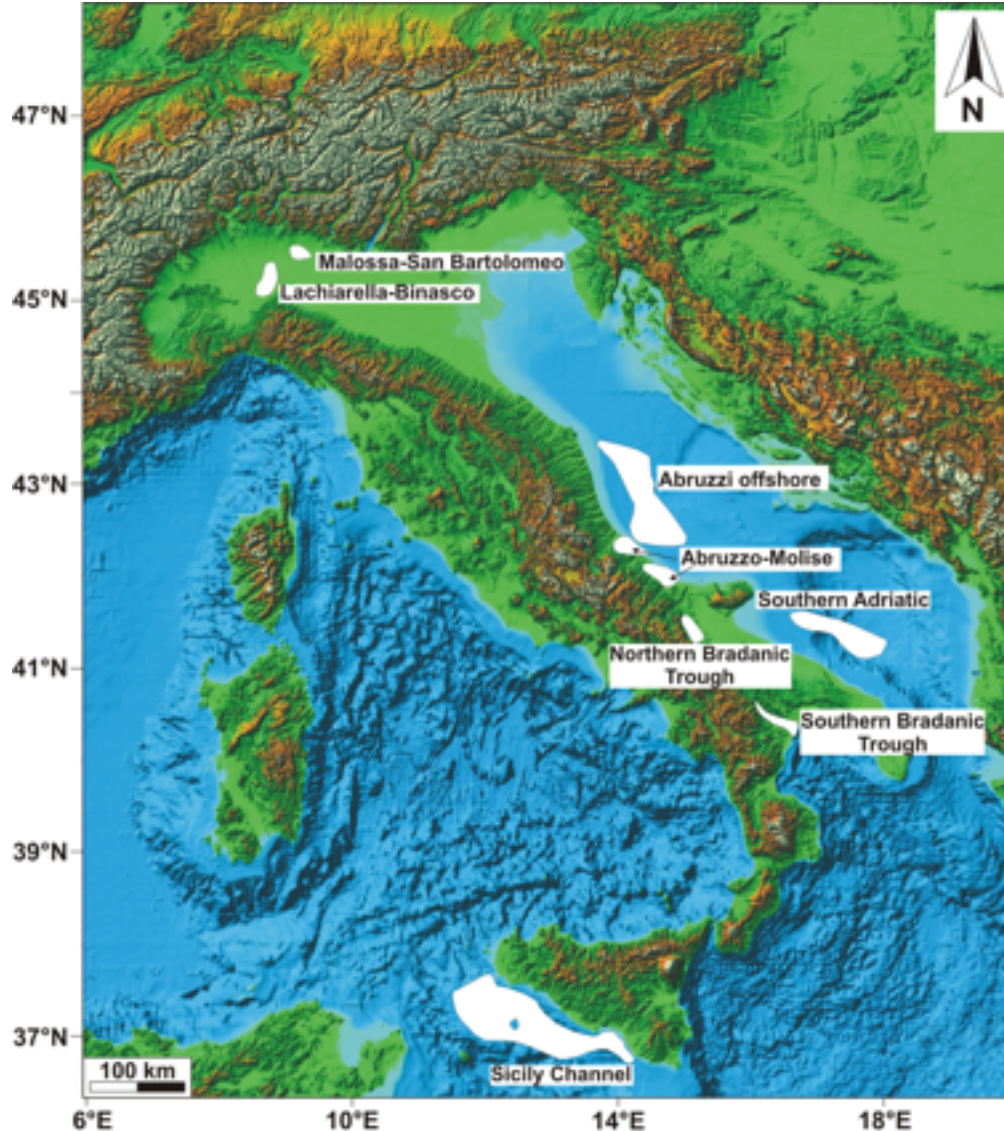 N
47°N
Malossa-San Bartolomeo
Lachiarella-Binasco
45°N
43°N
Abruzzi offshore
Abruzzo-Molise
Southern Adriatic
41°N
Northern Bradanic
Trough
Southern Bradanic
Trough
39°N
37°N
100 km
Sicily Channel
6°E
10°E
14°E
18°E